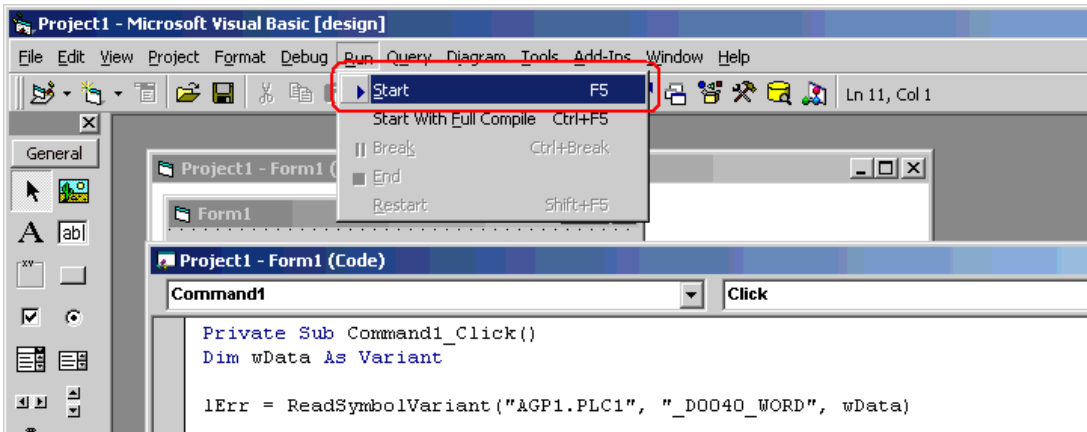 Project1 - Microsoft Visual Basic [design]
File Edit View Project Format Debug Run Query Diagram Tools Add-Ins Window Help
Ln 11, Col 1
Start F5
Start With Full Compile Ctrl+F5
Break Ctrl+Break
End
Restart Shift+F5
General
A ab|
XV
Project1 - Form1 (
Form1
Project1 - Form1 (Code)
Command1 Click
Private Sub Command1_Click()
Dim wData As Variant
lErr = ReadSymbolVariant("AGP1.PLC1", "_D0040_WORD", wData)